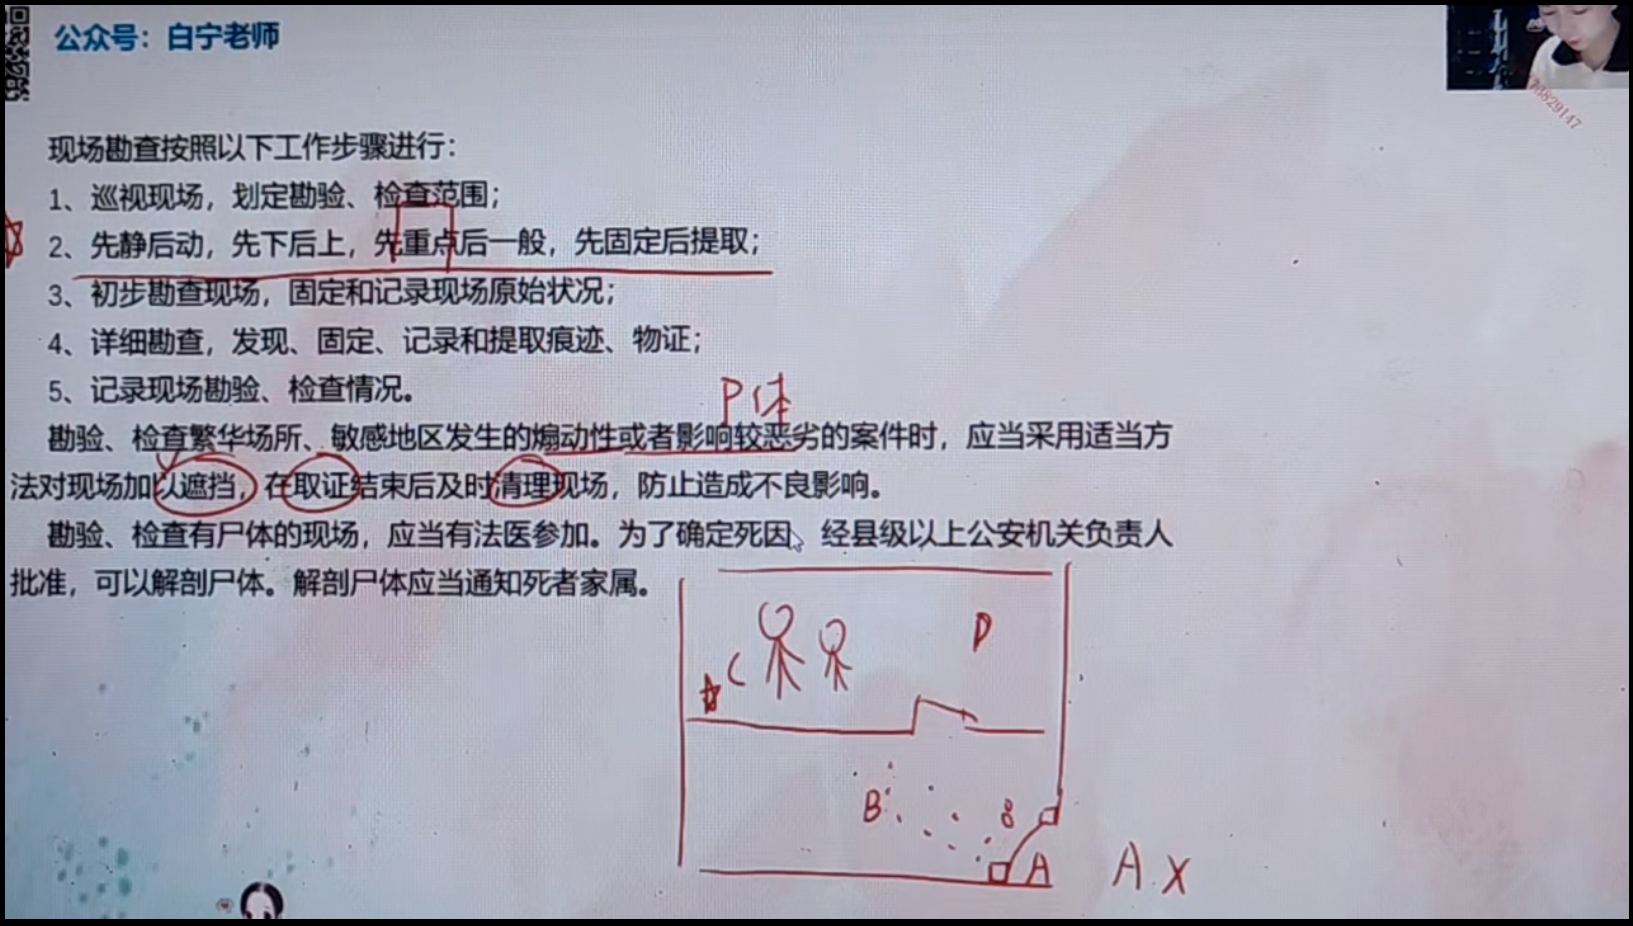 公众号：白宁老师
现场勘查按照以下工作步骤进行：
1、巡视现场，划定勘验、检查范围；
2、先静后动，先下后上，先重点后一般，先固定后提取；
3、初步勘查现场，固定和记录现场原始状况；
4、详细勘查，发现、固定、记录和提取痕迹、物证；
5、记录现场勘验、检查情况。
P体
勘验、检查繁华场所、敏感地区发生的煽动性或者影响较恶劣的案件时，应当采用适当方
法对现场加以遮挡，在取证结束后及时清理现场，防止造成不良影响。
勘验、检查有尸体的现场，应当有法医参加。为了确定死因，经县级以上公安机关负责人
批准，可以解剖尸体。解剖尸体应当通知死者家属。
C
D
B
8
A
A X